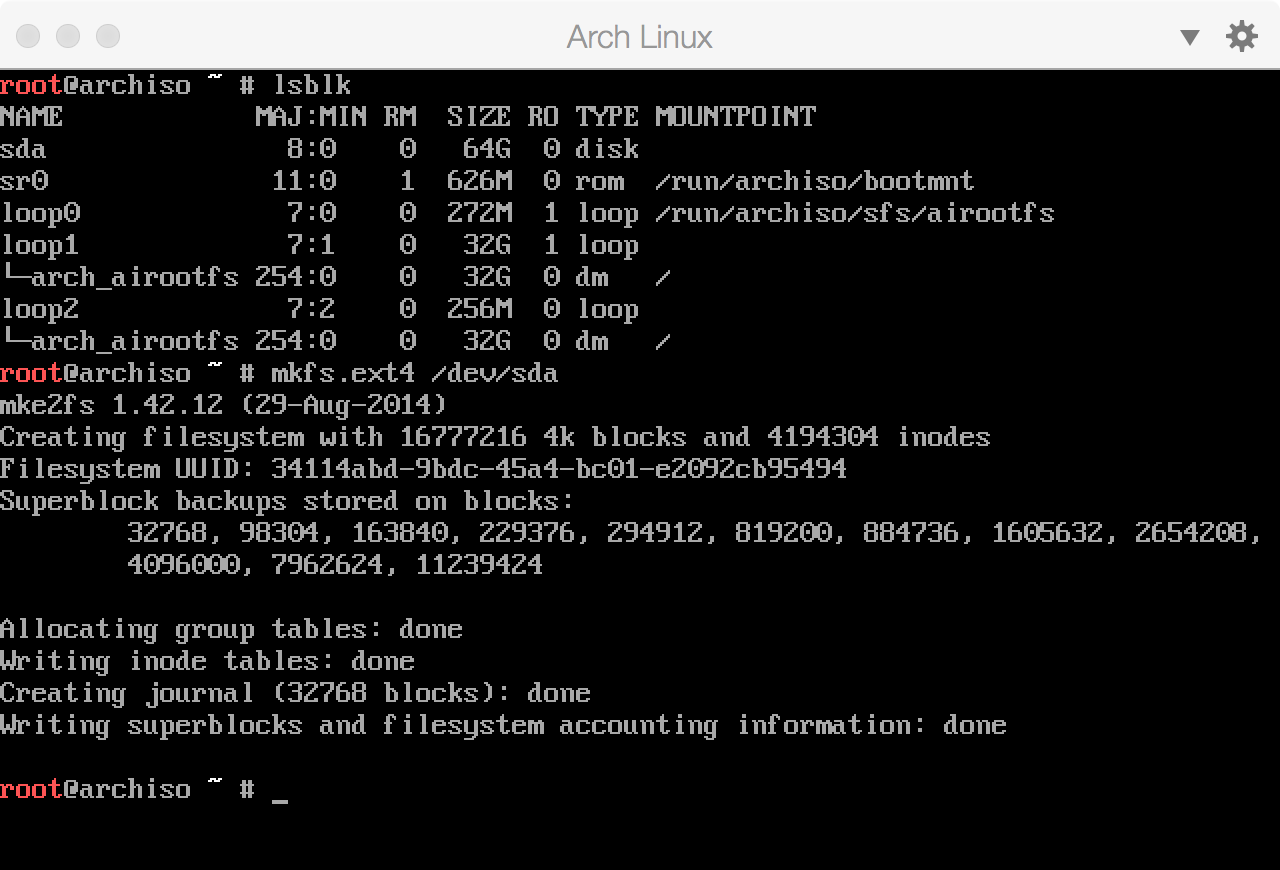 Arch Linux
root@archiso ~ # lsblk
NAME            MAJ:MIN RM  SIZE RO TYPE MOUNTPOINT
sda               8:0    0   64G  0 disk
sr0              11:0    1  626M  0 rom  /run/archiso/bootmnt
loop0             7:0    0  272M  1 loop /run/archiso/sfs/airootfs
loop1             7:1    0   32G  1 loop
└─arch_airootfs 254:0    0   32G  0 dm   /
loop2             7:2    0  256M  0 loop
└─arch_airootfs 254:0    0   32G  0 dm   /
root@archiso ~ # mkfs.ext4 /dev/sda
mke2fs 1.42.12 (29-Aug-2014)
Creating filesystem with 16777216 4k blocks and 4194304 inodes
Filesystem UUID: 34114abd-9bdc-45a4-bc01-e2092cb95494
Superblock backups stored on blocks:
        32768, 98304, 163840, 229376, 294912, 819200, 884736, 1605632, 2654208,
        4096000, 7962624, 11239424
Allocating group tables: done
Writing inode tables: done
Creating journal (32768 blocks): done
Writing superblocks and filesystem accounting information: done
root@archiso ~ # _